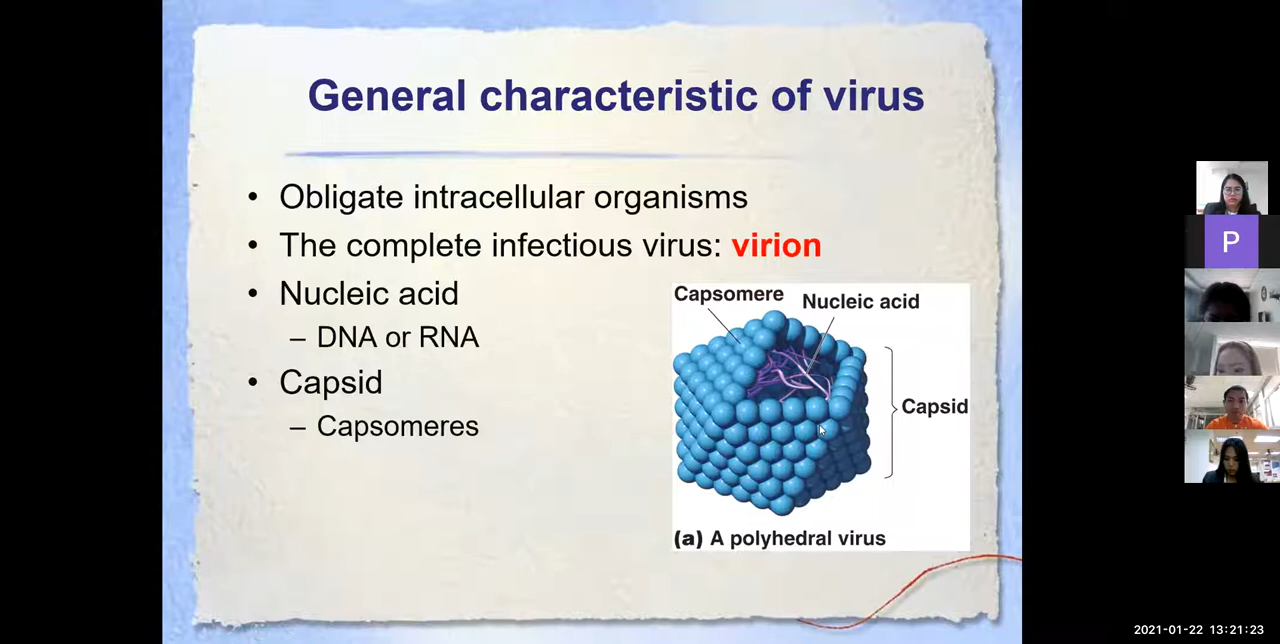 General characteristic of virus
• Obligate intracellular organisms
• The complete infectious virus: virion
• Nucleic acid
– DNA or RNA
• Capsid
– Capsomeres
Capsomere
Nucleic acid
Capsid
(a) A polyhedral virus
P
2021-01-22 13:21:23